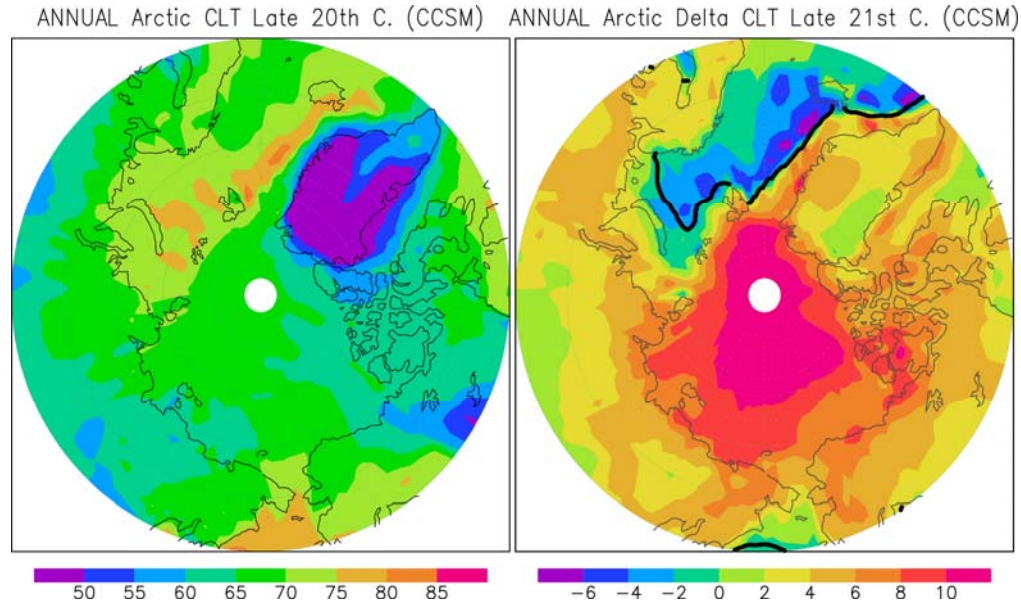 ANNUAL Arctic CLT Late 20th C. (CCSM)
ANNUAL Arctic Delta CLT Late 21st C. (CCSM)
50 55 60 65 70 75 80 85
-6 -4 -2 0 2 4 6 8 10